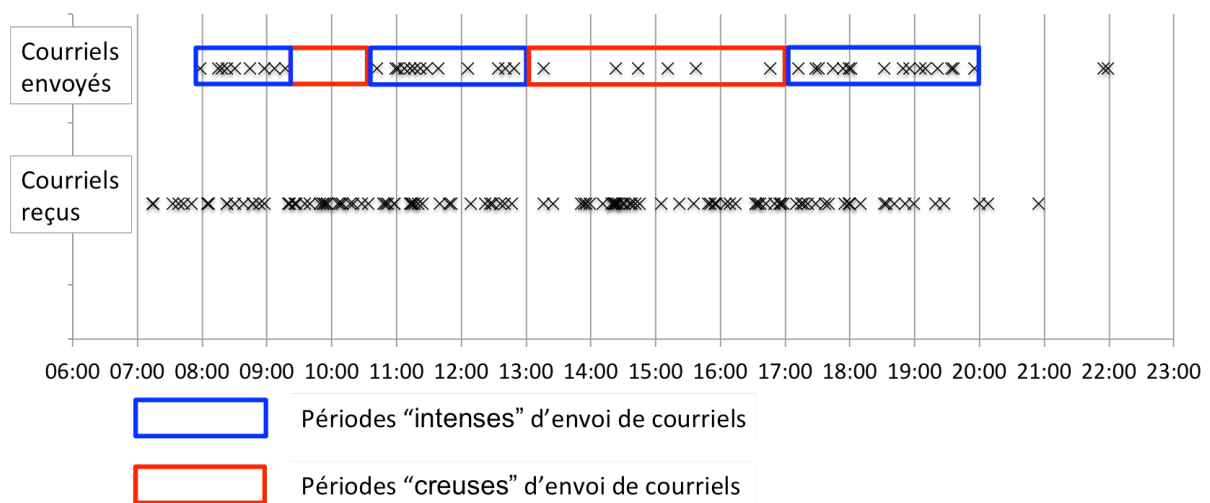 Courriels
envoyés
Courriels
reçus
06:00 07:00 08:00 09:00 10:00 11:00 12:00 13:00 14:00 15:00 16:00 17:00 18:00 19:00 20:00 21:00 22:00 23:00
Périodes “intenses” d’envoi de courriels
Périodes “creuses” d’envoi de courriels